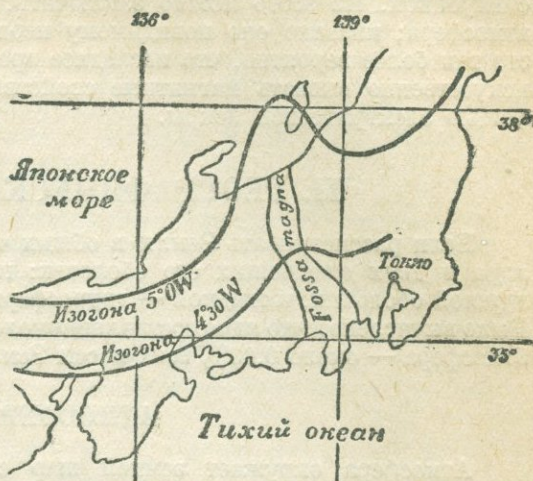 136°
139°
38°
Японское
море
Fossa magna
Токио
Изогона 5°0W
Изогона 4°30W
35°
Тихий океан